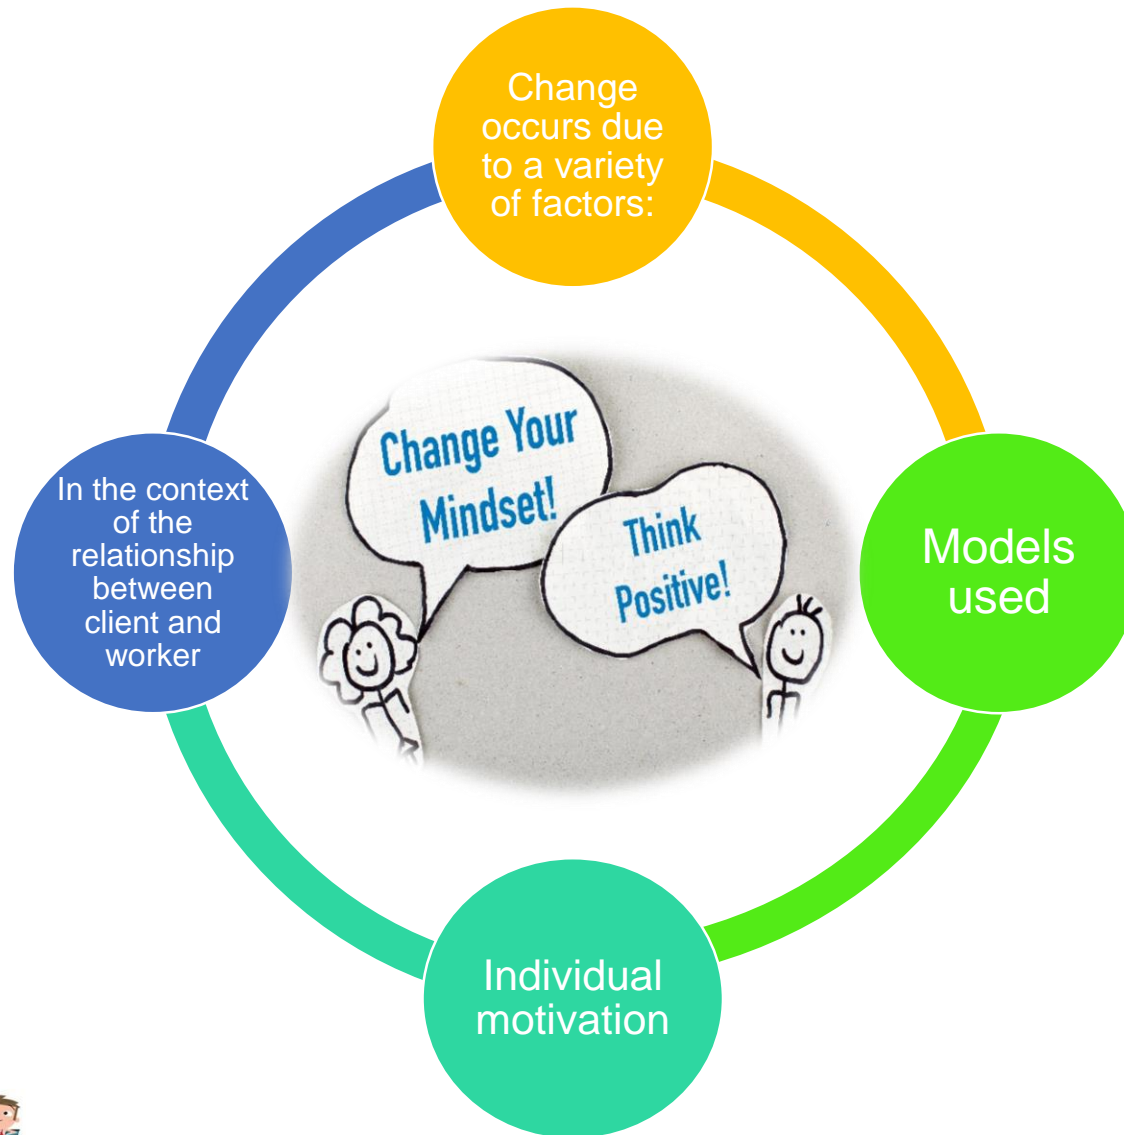 Change
occurs due
to a variety
of factors:
Models
used
Individual
motivation
In the context
of the
relationship
between
client and
worker
Change Your
Mindset!
Think
Positive!